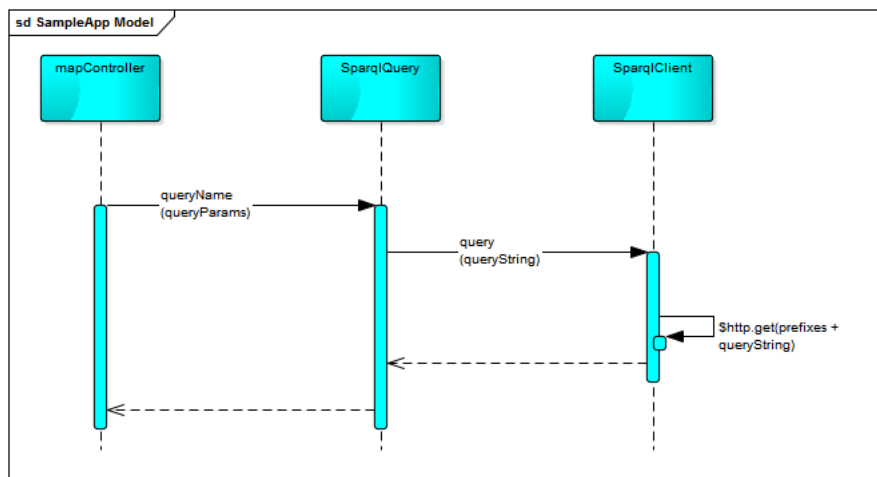 sd SampleApp Model
mapController
SparqlQuery
SparqlClient
queryName
(queryParams)
query
(queryString)
$http.get(prefixes +
queryString)